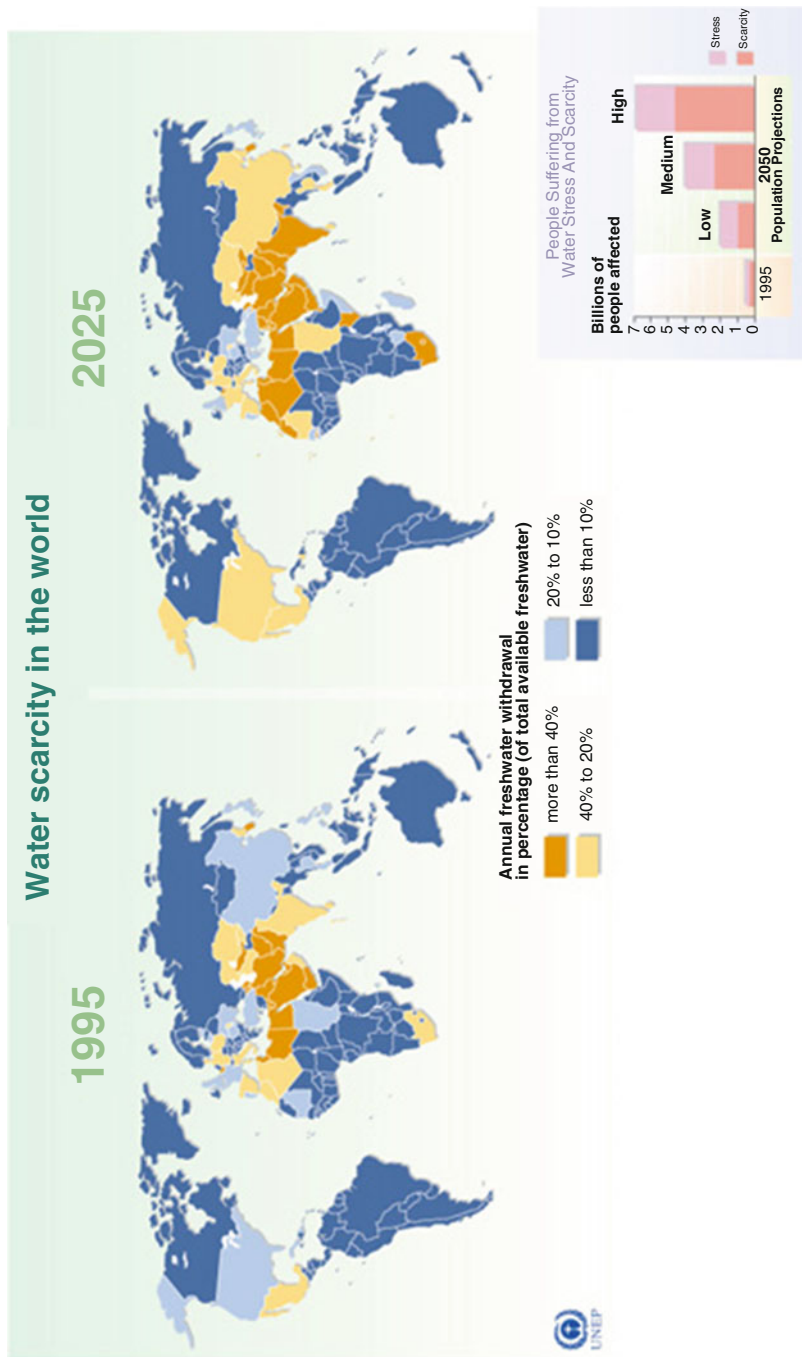 Water scarcity in the world
1995
2025
Annual freshwater withdrawal
in percentage (of total available freshwater)
more than 40%
40% to 20%
20% to 10%
less than 10%
UNEP
People Suffering from
Water Stress And Scarcity
Billions of
people affected
7
6
5
4
3
2
1
0
Low
Medium
High
1995
2050
Population Projections
Stress
Scarcity